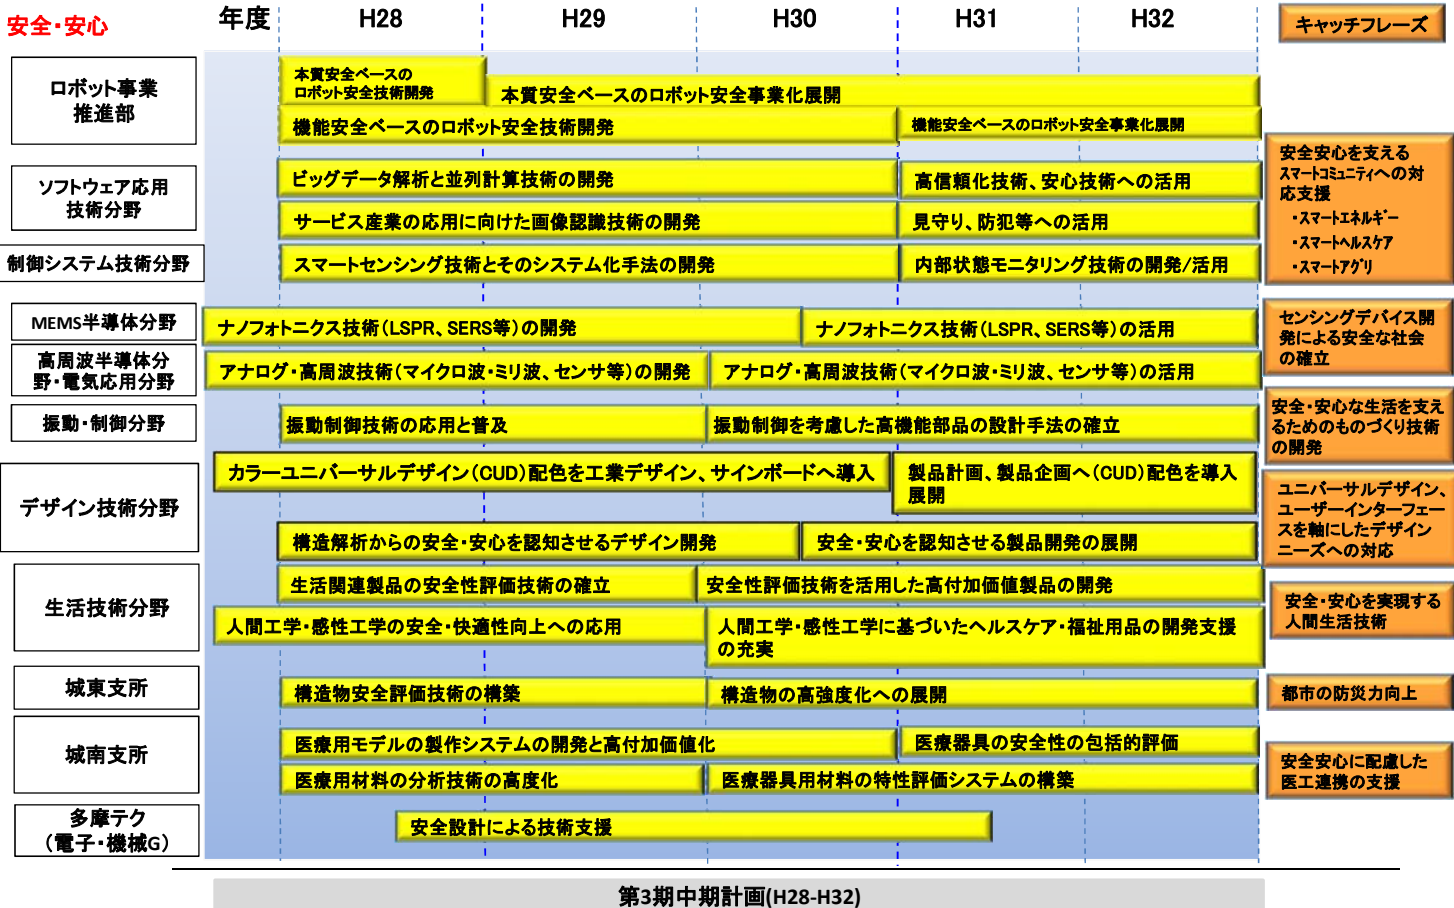 安全・安心
年度
H28
H29
H30
H31
H32
キャッチフレーズ
ロボット事業
推進部
本質安全ベースの
ロボット安全技術開発
本質安全ベースのロボット安全事業化展開
機能安全ベースのロボット安全技術開発
機能安全ベースのロボット安全事業化展開
ソフトウェア応用
技術分野
ビッグデータ解析と並列計算技術の開発
高信頼化技術、安心技術への活用
サービス産業の応用に向けた画像認識技術の開発
見守り、防犯等への活用
制御システム技術分野
スマートセンシング技術とそのシステム化手法の開発
内部状態モニタリング技術の開発/活用
安全安心を支える
スマートコミュニティへの対
応支援
・スマートエネルギー
・スマートヘルスケア
・スマートアグリ
MEMS半導体分野
ナノフォトニクス技術(LSPR、SERS等)の開発
ナノフォトニクス技術(LSPR、SERS等)の活用
高周波半導体分
野・電気応用分野
アナログ・高周波技術(マイクロ波・ミリ波、センサ等)の開発
アナログ・高周波技術(マイクロ波・ミリ波、センサ等)の活用
センシングデバイス開
発による安全な社会
の確立
振動・制御分野
振動制御技術の応用と普及
振動制御を考慮した高機能部品の設計手法の確立
安全・安心な生活を支え
るためのものづくり技術
の開発
デザイン技術分野
カラーユニバーサルデザイン(CUD)配色を工業デザイン、サインボードへ導入
製品計画、製品企画へ(CUD)配色を導入
展開
構造解析からの安全・安心を認知させるデザイン開発
安全・安心を認知させる製品開発の展開
ユニバーサルデザイン、
ユーザーインターフェー
スを軸にしたデザイン
ニーズへの対応
生活技術分野
生活関連製品の安全性評価技術の確立
安全性評価技術を活用した高付加価値製品の開発
人間工学・感性工学の安全・快適性向上への応用
人間工学・感性工学に基づいたヘルスケア・福祉用品の開発支援
の充実
安全・安心を実現する
人間生活技術
城東支所
構造物安全評価技術の構築
構造物の高強度化への展開
都市の防災力向上
城南支所
医療用モデルの製作システムの開発と高付加価値化
医療器具の安全性の包括的評価
医療用材料の分析技術の高度化
医療器具用材料の特性評価システムの構築
安全安心に配慮した
医工連携の支援
多摩テク
(電子・機械G)
安全設計による技術支援
第3期中期計画(H28-H32)